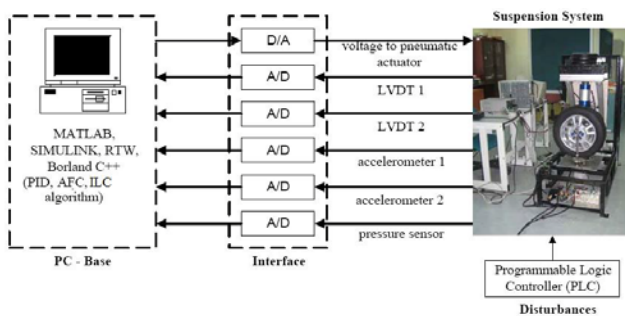 Suspension System
D/A
voltage to pneumatic
actuator
A/D
LVDT 1
A/D
LVDT 2
A/D
accelerometer 1
A/D
accelerometer 2
A/D
pressure sensor
MATLAB,
SIMULINK, RTW,
Borland C++
(PID, AFC, ILC
algorithm)
PC - Base
Interface
Programmable Logic
Controller (PLC)
Disturbances